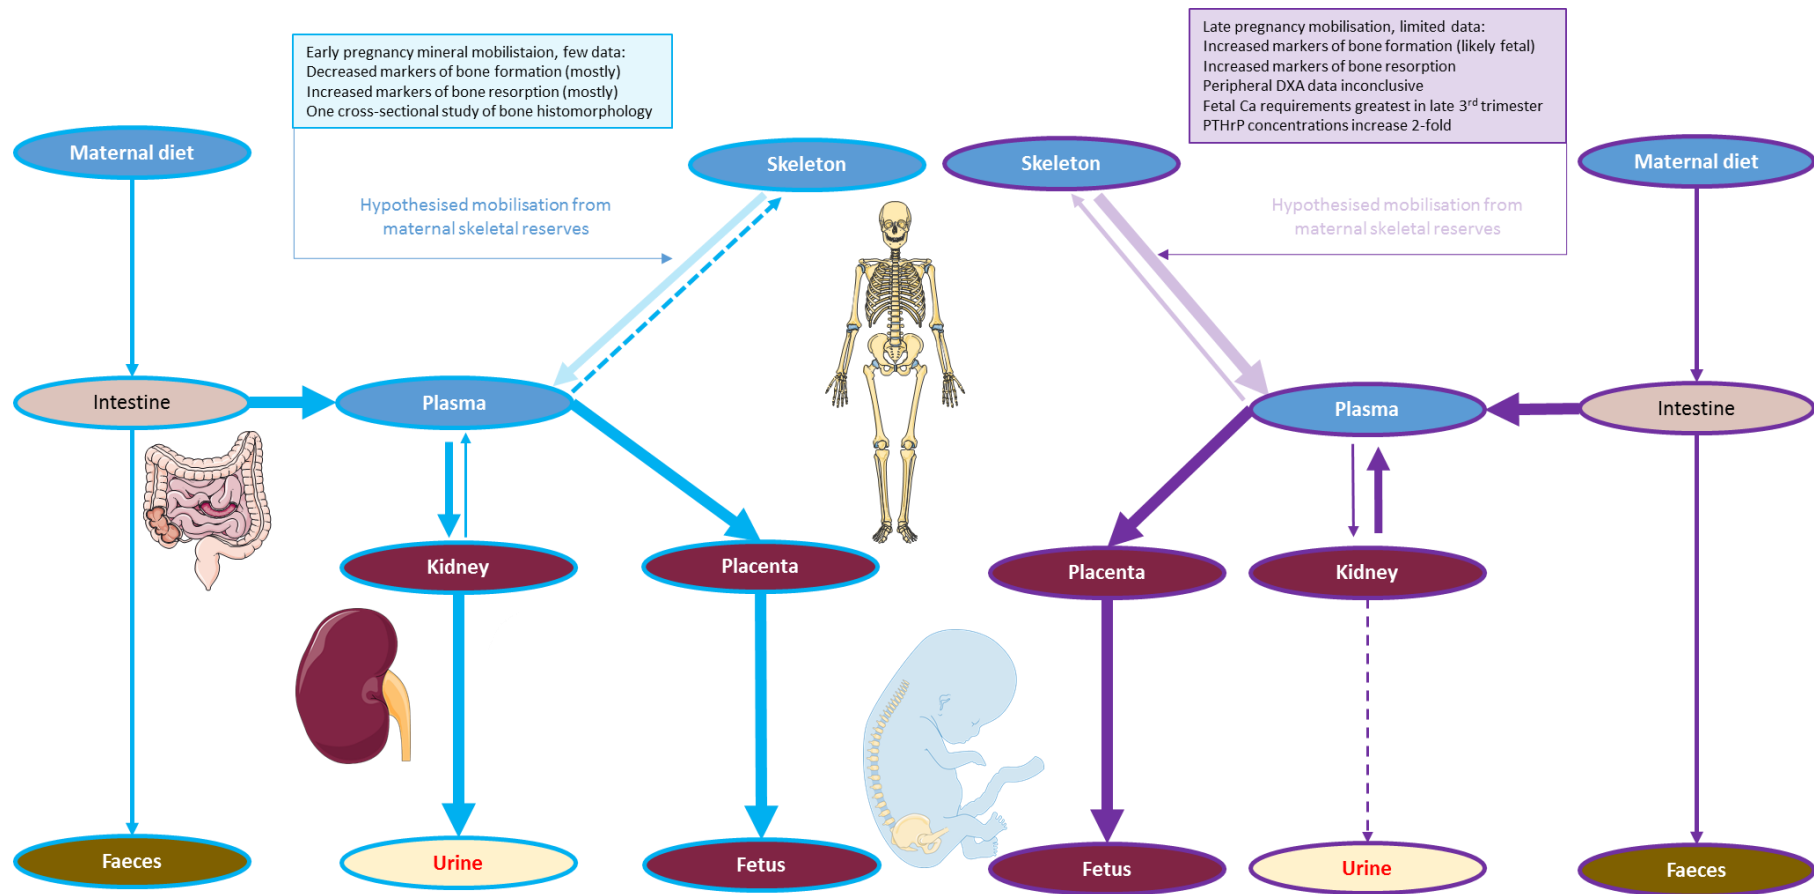 Early pregnancy mineral mobilistaion, few data:
Decreased markers of bone formation (mostly)
Increased markers of bone resorption (mostly)
One cross-sectional study of bone histomorphology
Late pregnancy mobilisation, limited data:
Increased markers of bone formation (likely fetal)
Increased markers of bone resorption
Peripheral DXA data inconclusive
Fetal Ca requirements greatest in late 3rd trimester
PTHrP concentrations increase 2-fold
Maternal diet
Skeleton
Skeleton
Maternal diet
Hypothesised mobilisation from
maternal skeletal reserves
Hypothesised mobilisation from
maternal skeletal reserves
Intestine
Plasma
Plasma
Intestine
Kidney
Placenta
Placenta
Kidney
Faeces
Urine
Fetus
Fetus
Urine
Faeces